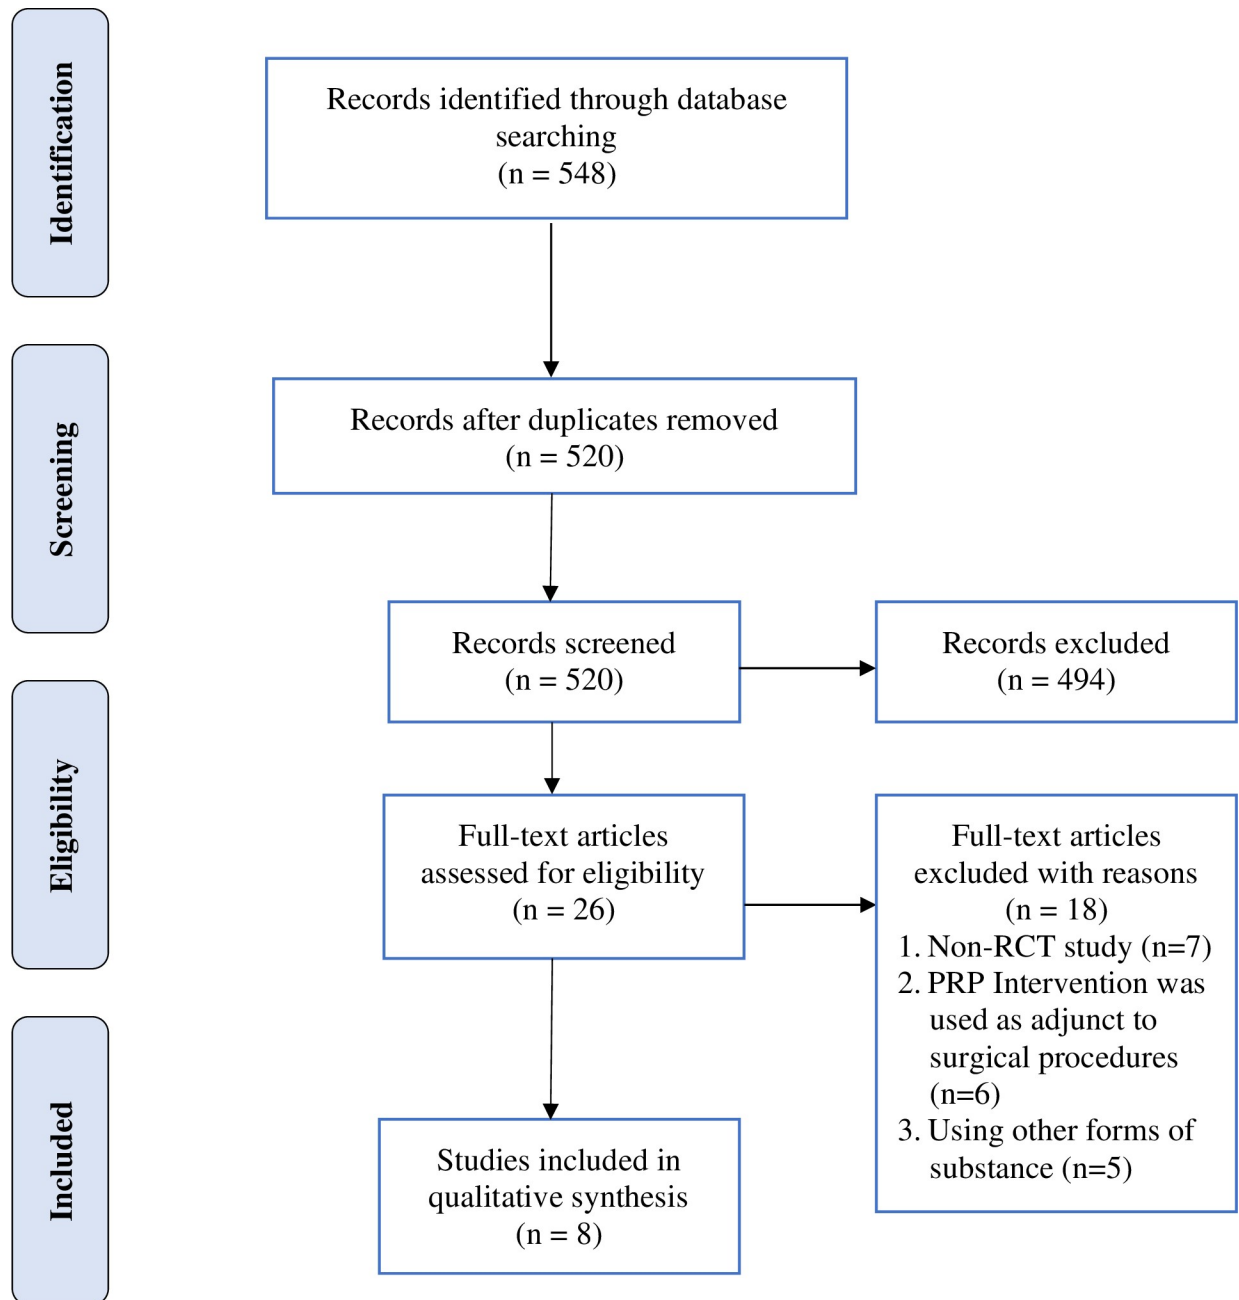 Identification
Records identified through database
searching
(n = 548)
Screening
Records after duplicates removed
(n = 520)
Records screened
(n = 520)
Records excluded
(n = 494)
Eligibility
Full-text articles
assessed for eligibility
(n = 26)
Full-text articles
excluded with reasons
(n = 18)
1. Non-RCT study (n=7)
2. PRP Intervention was
used as adjunct to
surgical procedures
(n=6)
3. Using other forms of
substance (n=5)
Included
Studies included in
qualitative synthesis
(n = 8)